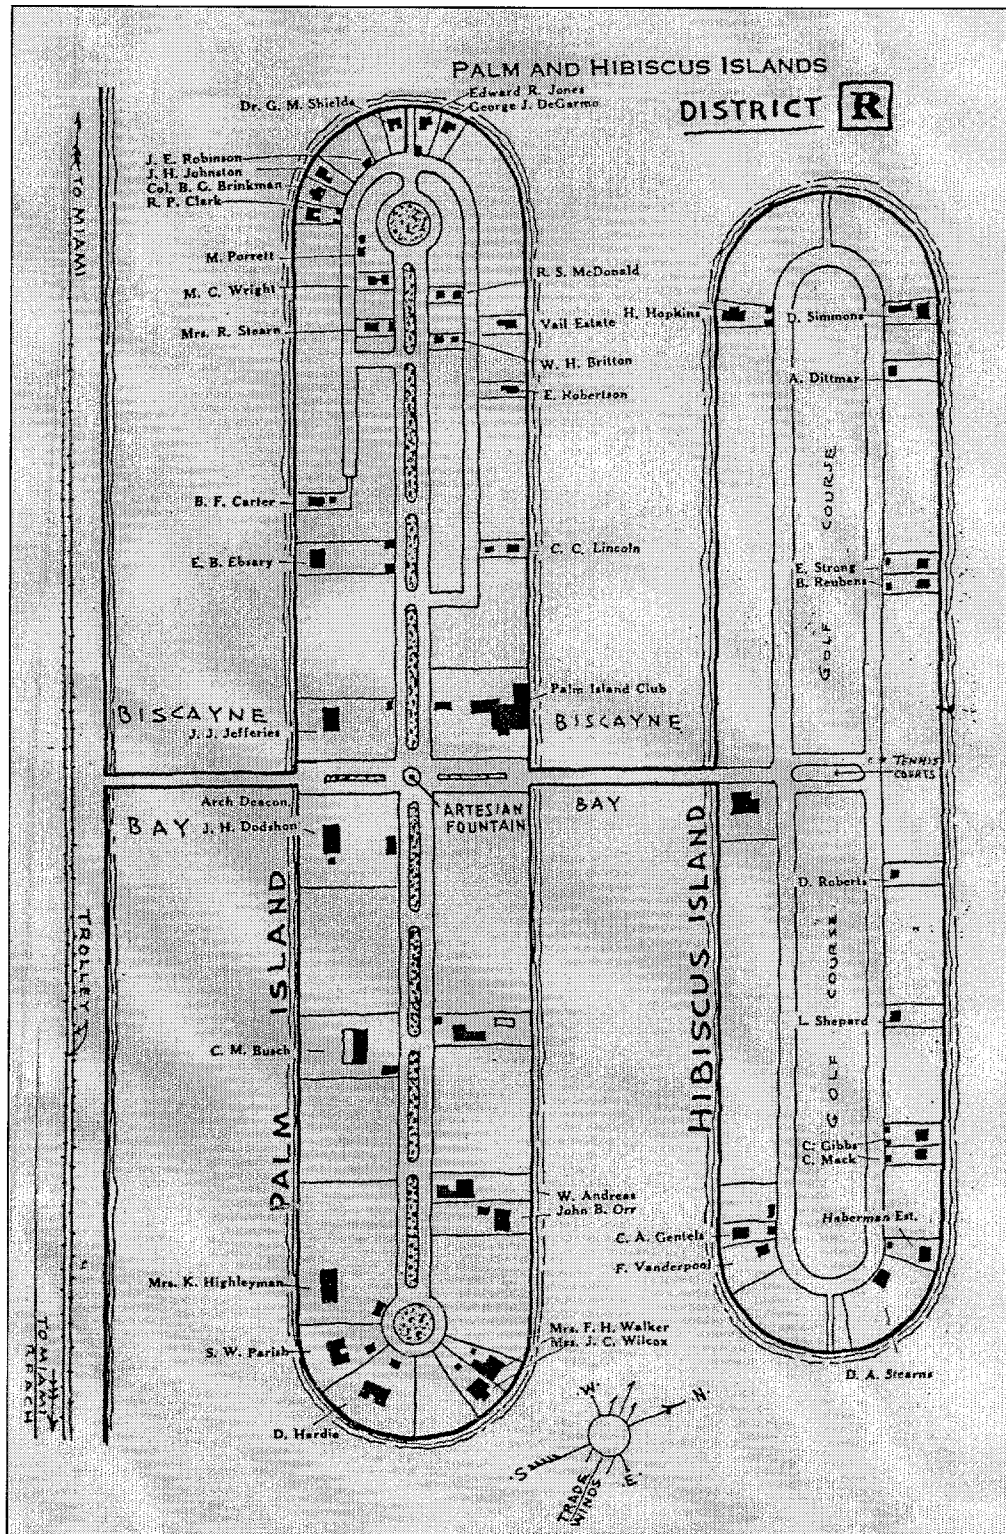 PALM AND HIBISCUS ISLANDS
DISTRICT R
Edward R. Jones
George J. DeGarmo
Dr. G. M. Shields
J. E. Robinson
J. H. Johnston
Col. B. G. Brinkman
R. P. Clark
TO MIAMI
M. Porrett
M. C. Wright
Mrs. R. Stearn
R. S. McDonald
Vail Estate
W. H. Britton
E. Robertson
H. Hopkins
D. Simmons
A. Dittmar
B. F. Carter
E. B. Ebsary
C. C. Lincoln
GOLF COURSE
E. Strong
B. Reubens
Palm Island Club
BISCAYNE
BISCAYNE
J. J. Jefferies
TENNIS
COURTS
Arch Deacon,
J. H. Dodshon
BAY
ARTESIAN
FOUNTAIN
BAY
PALM ISLAND
HIBISCUS ISLAND
D. Roberts
TROLLEY
C. M. Busch
L. Shepard
GOLF COURSE
C. Gibbs
C. Mack
W. Andreas
John B. Orr
Haberman Est.
C. A. Gentels
F. Vanderpool
Mrs. K. Highleyman
Mrs. F. H. Walker
Mrs. J. C. Wilcox
S. W. Parish
D. A. Stearns
D. Hardie
TO MIAMI
BEACH
W.
N.
S
E.
TRADE
WINDS